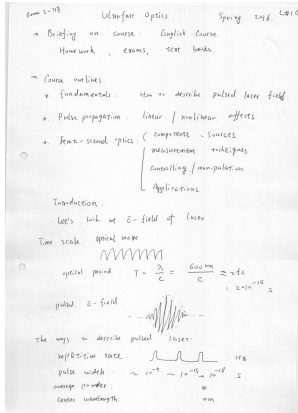 Room 2-317 Ultrafast Optics Spring 2016 L#1
~ Briefing on course: English Course
Homework, exams, text books.
~ Course outlines:
x. fundamentals: How to describe pulsed laser field
x. Pulse propagation: linear / nonlinear effects
x. Femto-second optics: components, sources
measurement techniques
controlling / manipulation
Applications
Introduction:
Let's look at E-field of laser
Time scale optical wave
optical period: T = λ/c = 600 nm/c ≈ 2 fs
= 2×10⁻¹⁵ s
pulsed E-field:
The ways to describe pulsed laser:
repetition rate: Hz
pulse width: ~ 10⁻⁹ ~ 10⁻¹⁵ → 10⁻¹⁸ s
average power: w
center wavelength: nm